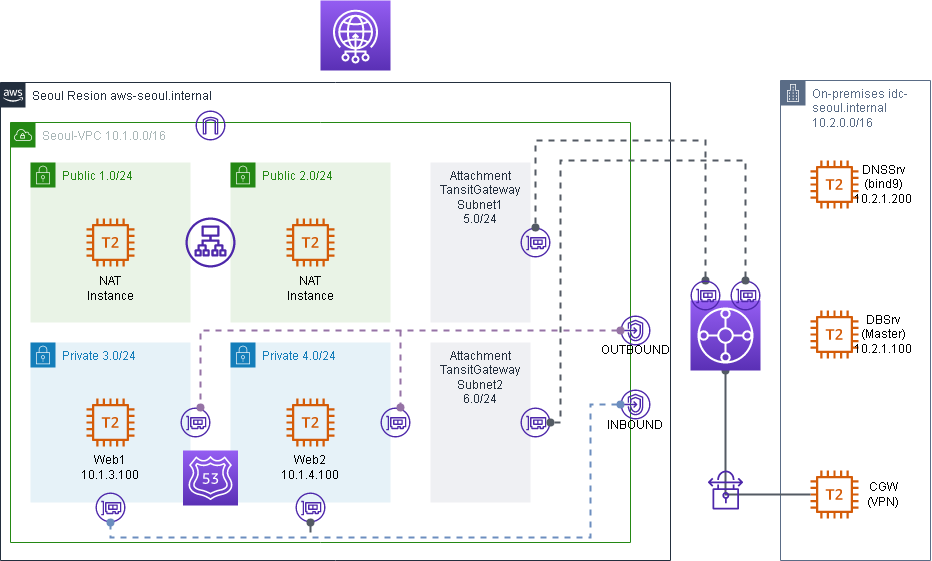 aws
Seoul Resion aws-seoul.internal
Seoul-VPC 10.1.0.0/16
Public 1.0/24
T2
NAT
Instance
Public 2.0/24
T2
NAT
Instance
Attachment
TansitGateway
Subnet1
5.0/24
Private 3.0/24
T2
Web1
10.1.3.100
Private 4.0/24
T2
Web2
10.1.4.100
53
Attachment
TansitGateway
Subnet2
6.0/24
OUTBOUND
INBOUND
On-premises idc-
seoul.internal
10.2.0.0/16
T2
DNSSrv
(bind9)
10.2.1.200
T2
DBSrv
(Master)
10.2.1.100
T2
CGW
(VPN)